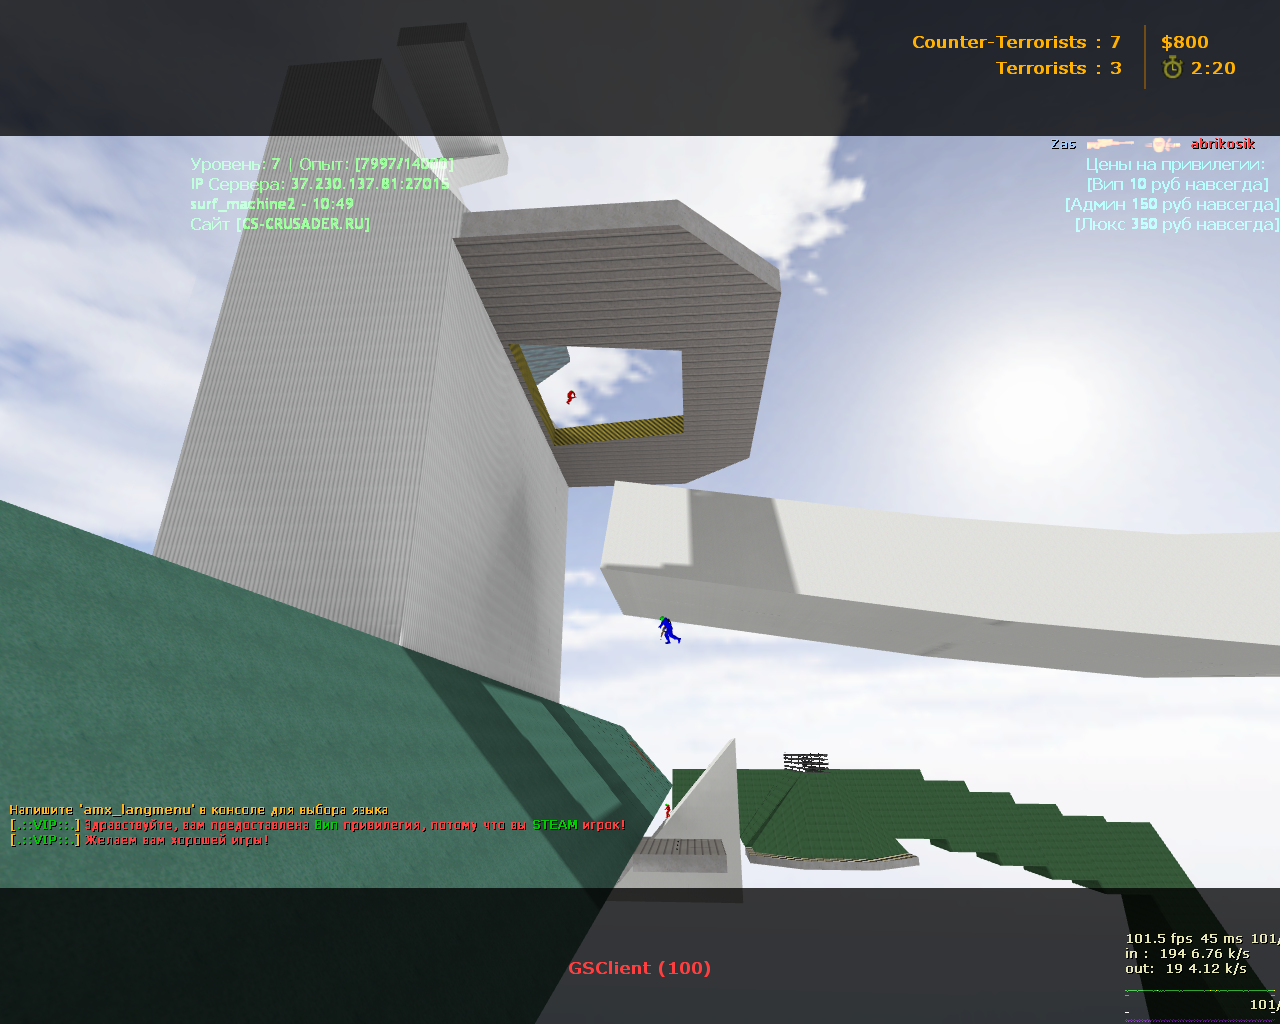 Counter-Terrorists : 7
$800
Terrorists : 3
2:20
Zas abrikosik
Уровень: 7 | Опыт: [7997/14000]
IP Сервера: 37.230.137.81:27015
surf_machine2 - 10:49
Сайт [CS-CRUSADER.RU]
Цены на привилегии:
[Вип 10 руб навсегда]
[Админ 150 руб навсегда]
[Люкс 350 руб навсегда]
Напишите 'amx_langmenu' в консоле для выбора языка
[.::VIP::.] Здравствуйте, вам предоставлена Вип привилегия, потому что вы STEAM игрок!
[.::VIP::.] Желаем вам хорошей игры!
GSClient (100)
101.5 fps 45 ms 101/
in : 194 6.76 k/s
out: 19 4.12 k/s
101/